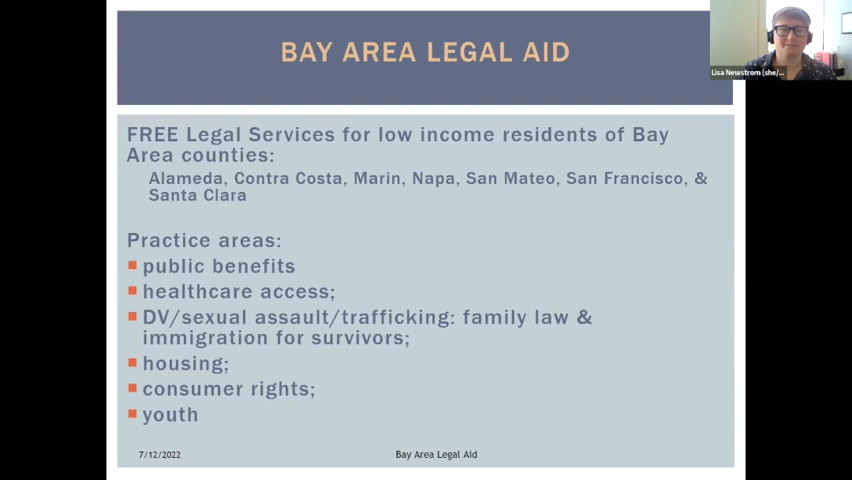 BAY AREA LEGAL AID
Lisa Newstrom (she/...
FREE Legal Services for low income residents of Bay
Area counties:
Alameda, Contra Costa, Marin, Napa, San Mateo, San Francisco, &
Santa Clara
Practice areas:
public benefits
healthcare access;
DV/sexual assault/trafficking: family law &
immigration for survivors;
housing;
consumer rights;
youth
7/12/2022
Bay Area Legal Aid